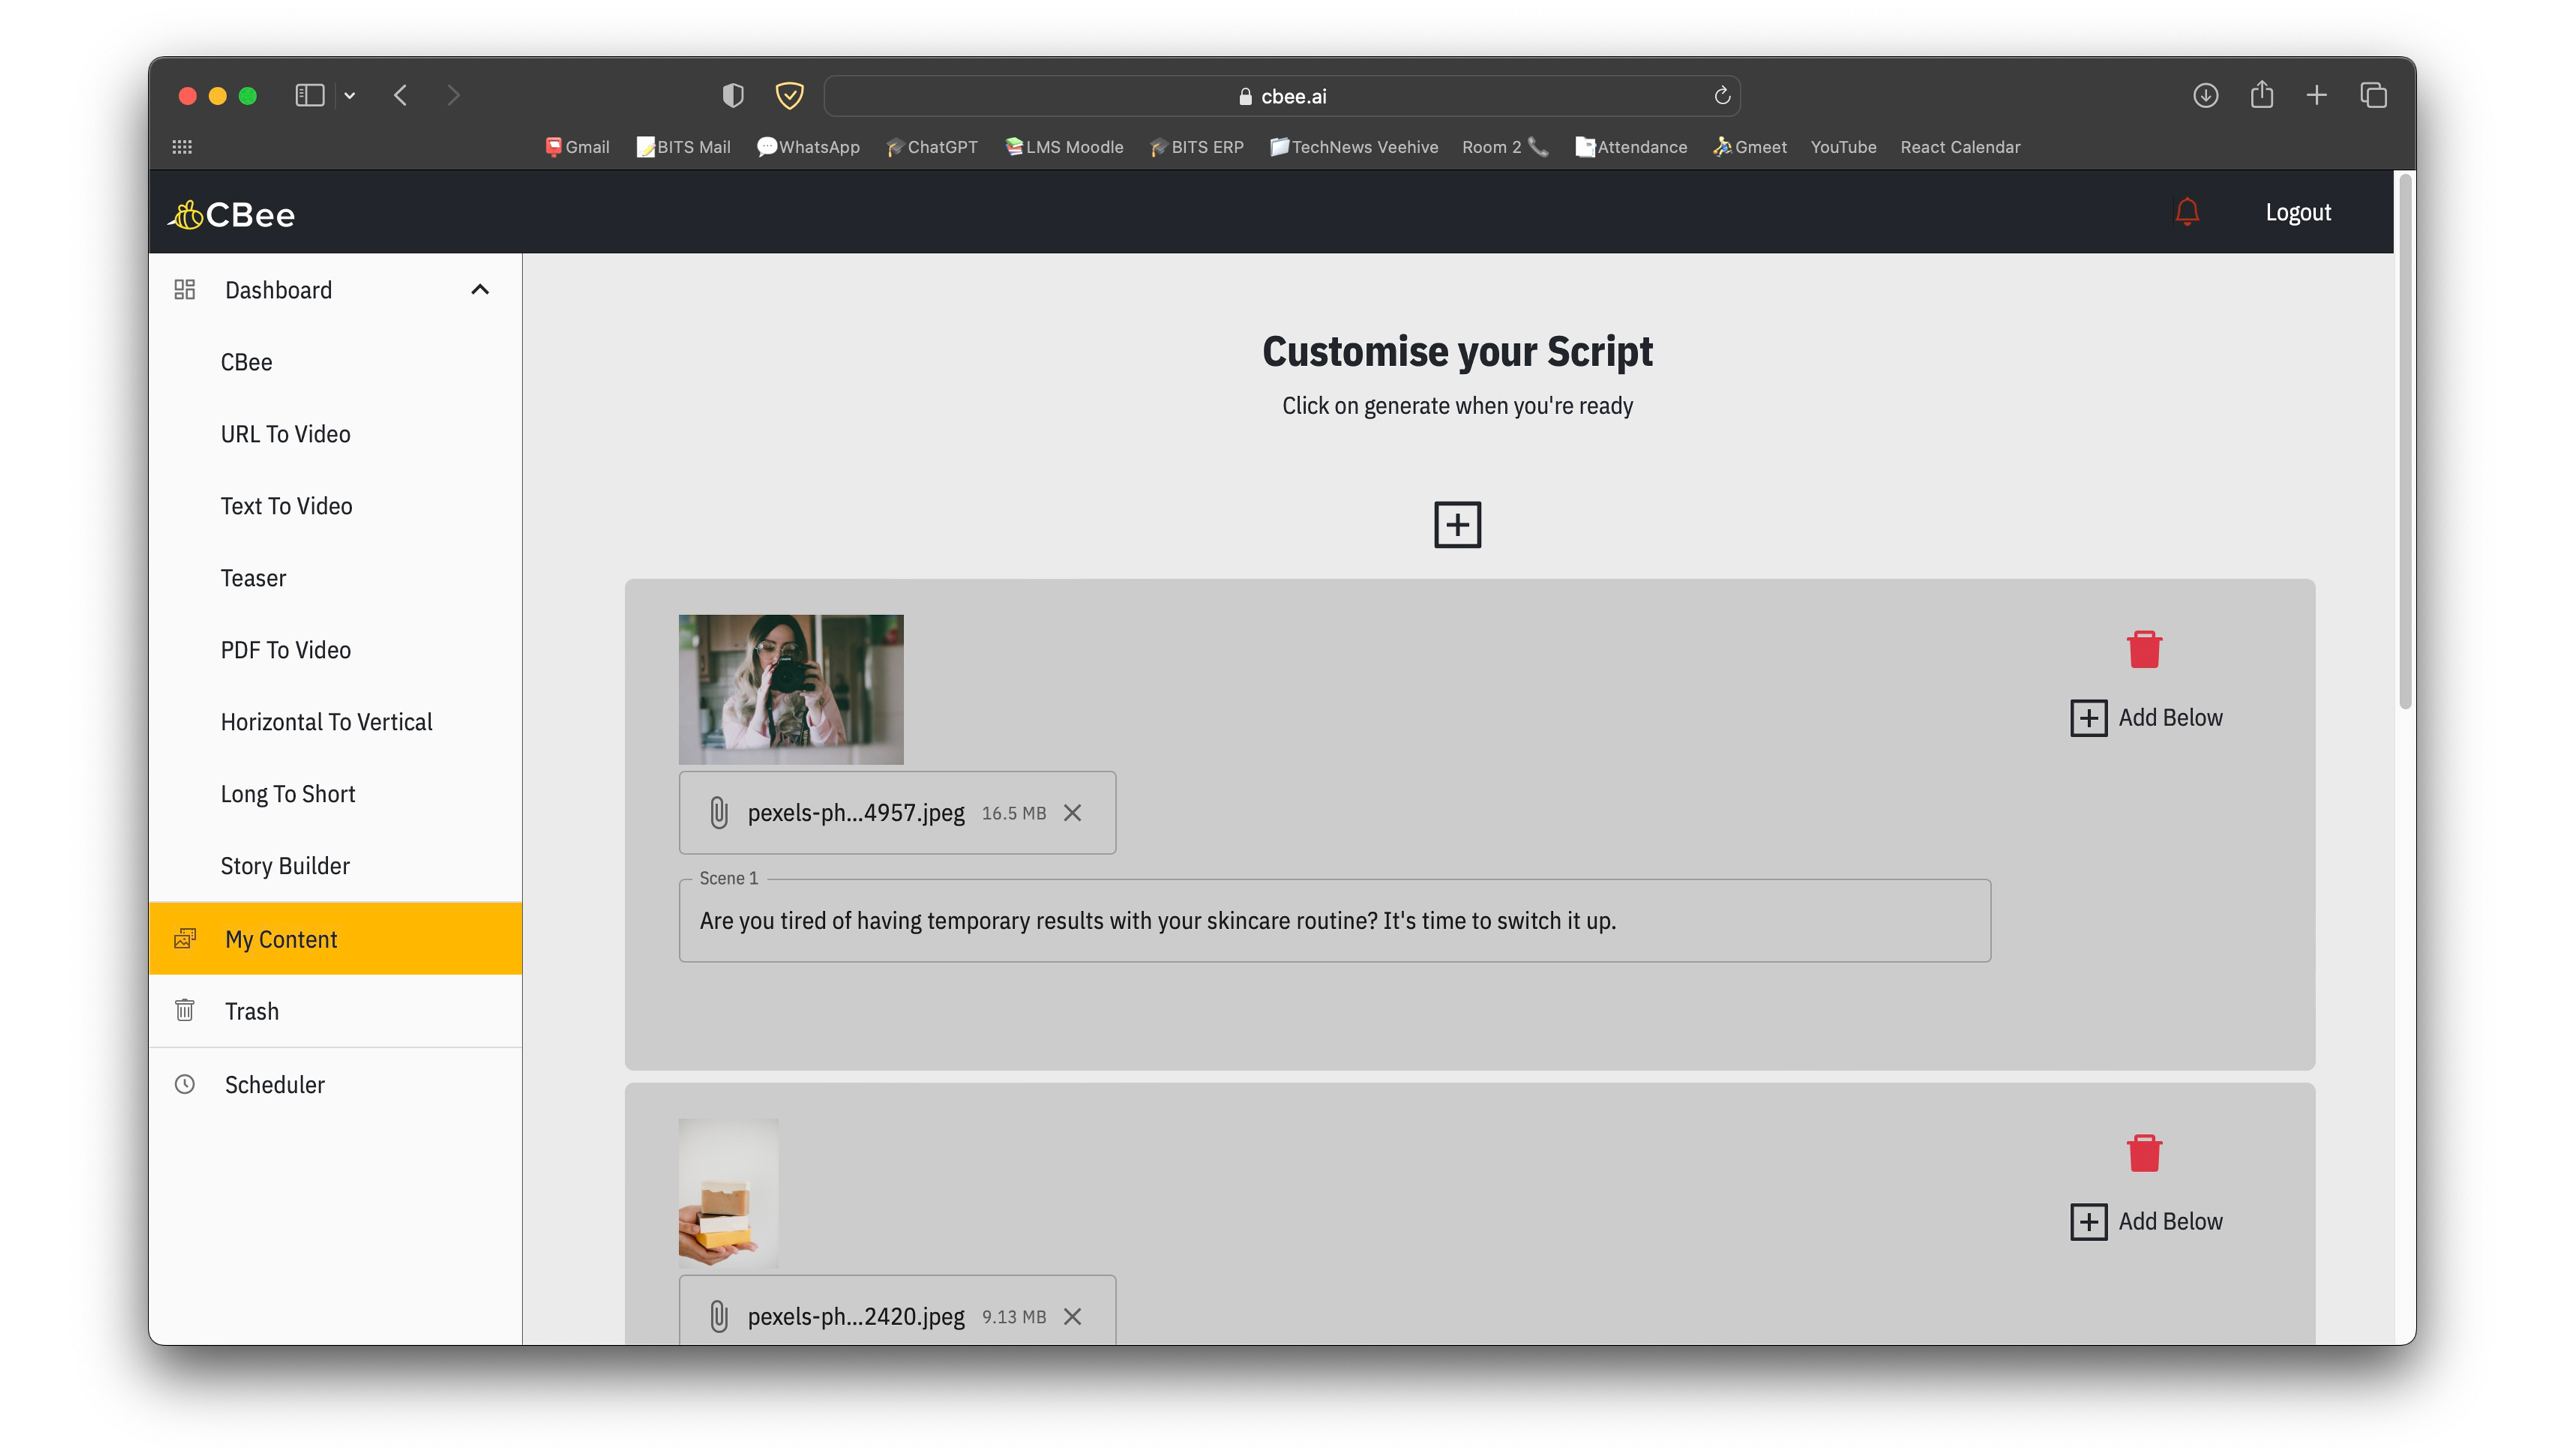 cbee.ai
Gmail BITS Mail WhatsApp ChatGPT LMS Moodle BITS ERP TechNews Veehive Room 2 Attendance Gmeet YouTube React Calendar
CBee
Logout
Dashboard
CBee
URL To Video
Text To Video
Teaser
PDF To Video
Horizontal To Vertical
Long To Short
Story Builder
My Content
Trash
Scheduler
Customise your Script
Click on generate when you're ready
Add Below
pexels-ph...4957.jpeg 16.5 MB
Scene 1
Are you tired of having temporary results with your skincare routine? It's time to switch it up.
Add Below
pexels-ph...2420.jpeg 9.13 MB